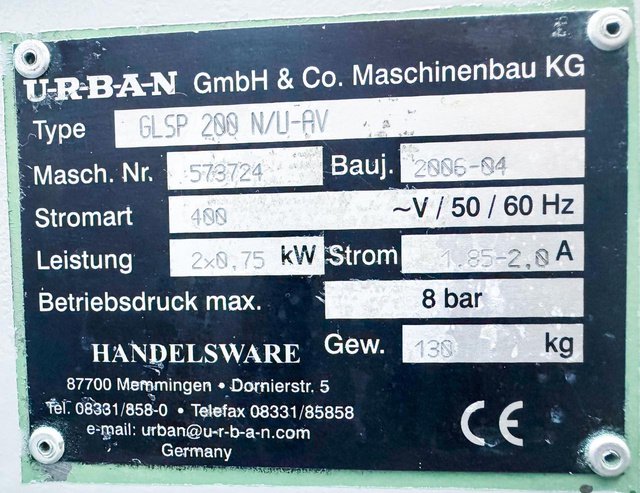 U-R-B-A-N GmbH & Co. Maschinenbau KG
Type GLSP 200 N/U-AV
Masch. Nr. 573724 Bauj. 2006-04
Stromart 400 ~V / 50 / 60 Hz
Leistung 2x0,75 kW Strom 1.85-2,0 A
Betriebsdruck max. 8 bar
HANDELSWARE Gew. 130 kg
87700 Memmingen • Dornierstr. 5
Tel. 08331/858-0 • Telefax 08331/85858
e-mail: urban@u-r-b-a-n.com
Germany
CE